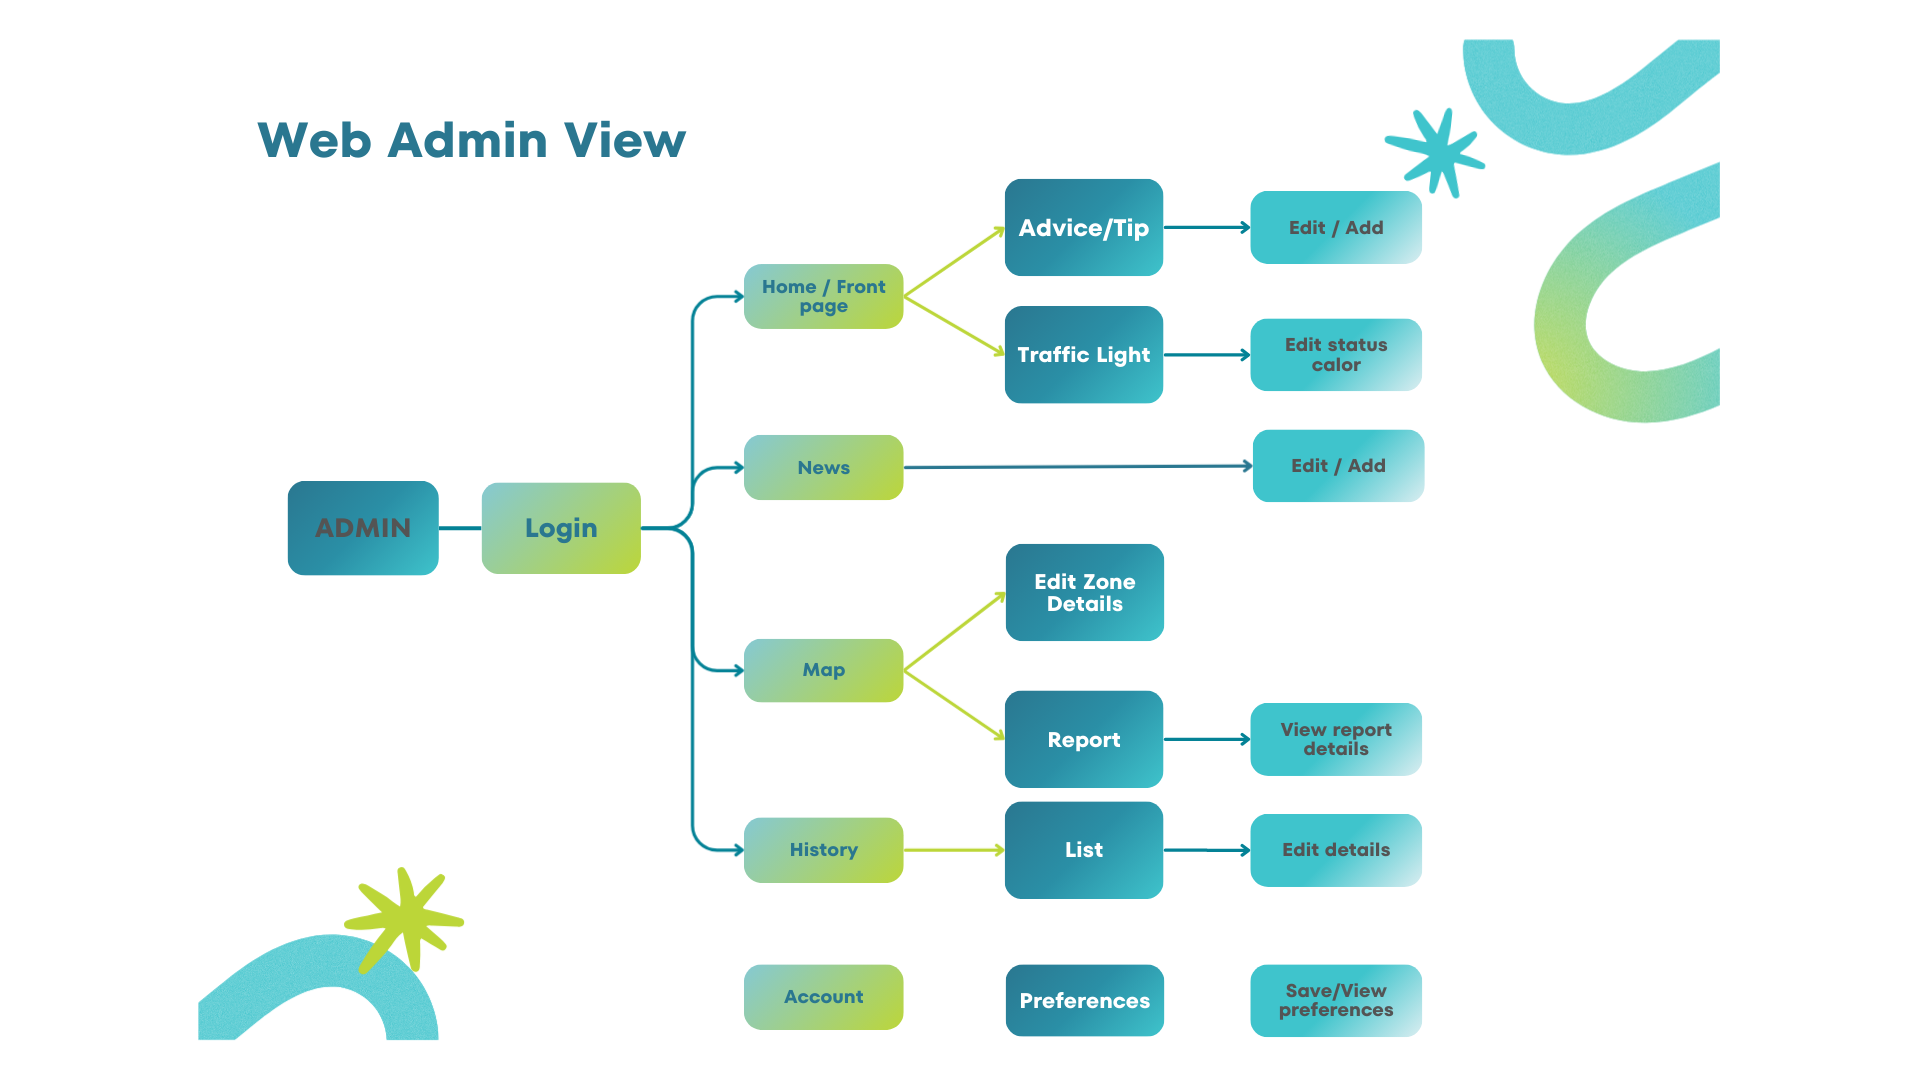 Web Admin View
Advice/Tip
Edit / Add
Home / Front
page
Traffic Light
Edit status
calor
News
Edit / Add
ADMIN
Login
Edit Zone
Details
Map
Report
View report
details
History
List
Edit details
Account
Preferences
Save/View
preferences